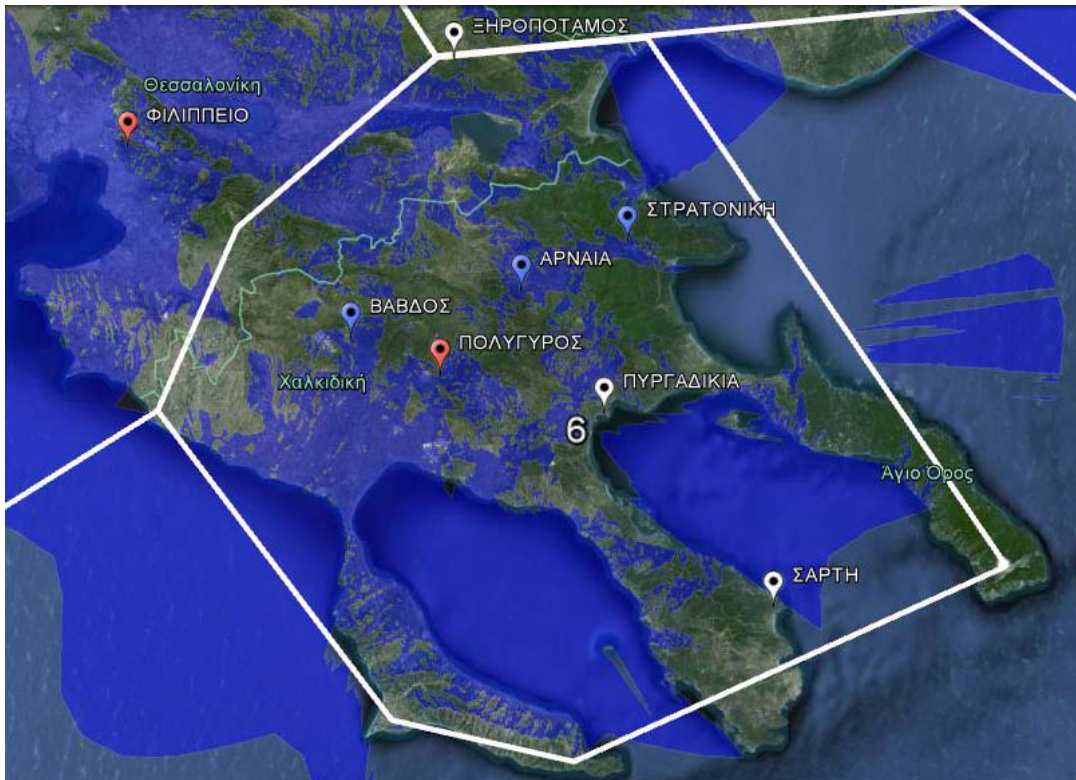 ΞΗΡΟΠΟΤΑΜΟΣ
Θεσσαλονίκη
ΦΙΛΙΠΠΕΙΟ
ΣΤΡΑΤΟΝΙΚΗ
ΑΡΝΑΙΑ
ΒΑΒΔΟΣ
ΠΟΛΥΓΥΡΟΣ
Χαλκιδική
ΠΥΡΓΑΔΙΚΙΑ
6
Άγιο Όρος
ΣΑΡΤΗ